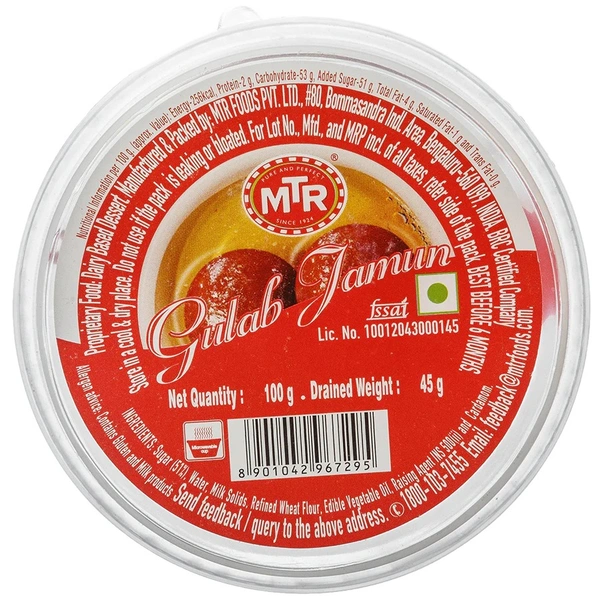 Nutritional Information per 100 g (approx. Value): Energy-256kcal, Protein-2 g, Carbohydrate-53 g, Added Sugar-51 g, Total Fat-4 g, Saturated Fat-1 g and Trans Fat-0 g.
Proprietary Food. Dairy Based Dessert. Manufactured & Packed by: MTR FOODS PVT. LTD., #80, Bommasandra Ind. Area, Bengaluru-560 099 INDIA. BRC Certified Company
Store in a cool & dry place. Do not use if the pack is leaking or bloated. For Lot No., Mfd., and MRP incl. of all taxes, refer side of the pack. BEST BEFORE 4 MONTHS.
PURE AND PERFECT
MTR
®
SINCE 1924
Gulab Jamun
fssai
Lic. No. 10012043000145
Net Quantity: 100 g. Drained Weight: 45 g
Microwaveable
cup
8 901042 967295
Allergen advice: Contains Gluten and Milk products
INGREDIENTS: Sugar (51%), Water, Milk Solids, Refined Wheat Flour, Edible Vegetable Oil, Raising Agent INS 500(ii) and Cardamom.
Send feedback / query to the above address. 1800-103-7455 Email: feedback@mtrfoods.com.